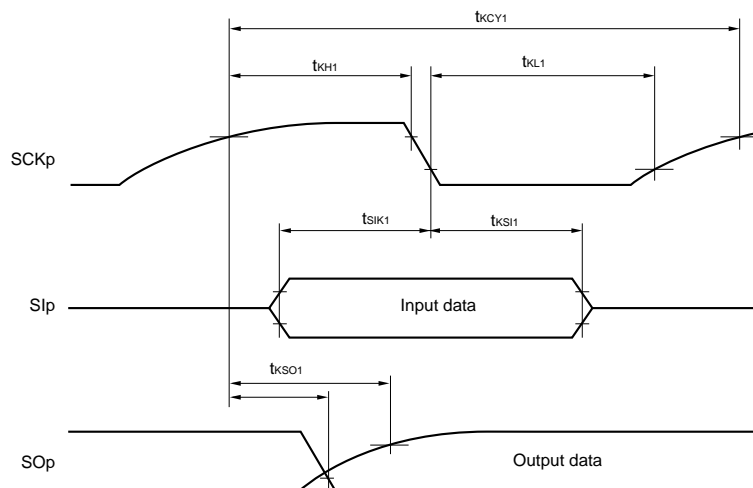 tKCY1
tKH1
tKL1
SCKp
tSIK1
tKSI1
SIp
Input data
tKSO1
SOp
Output data